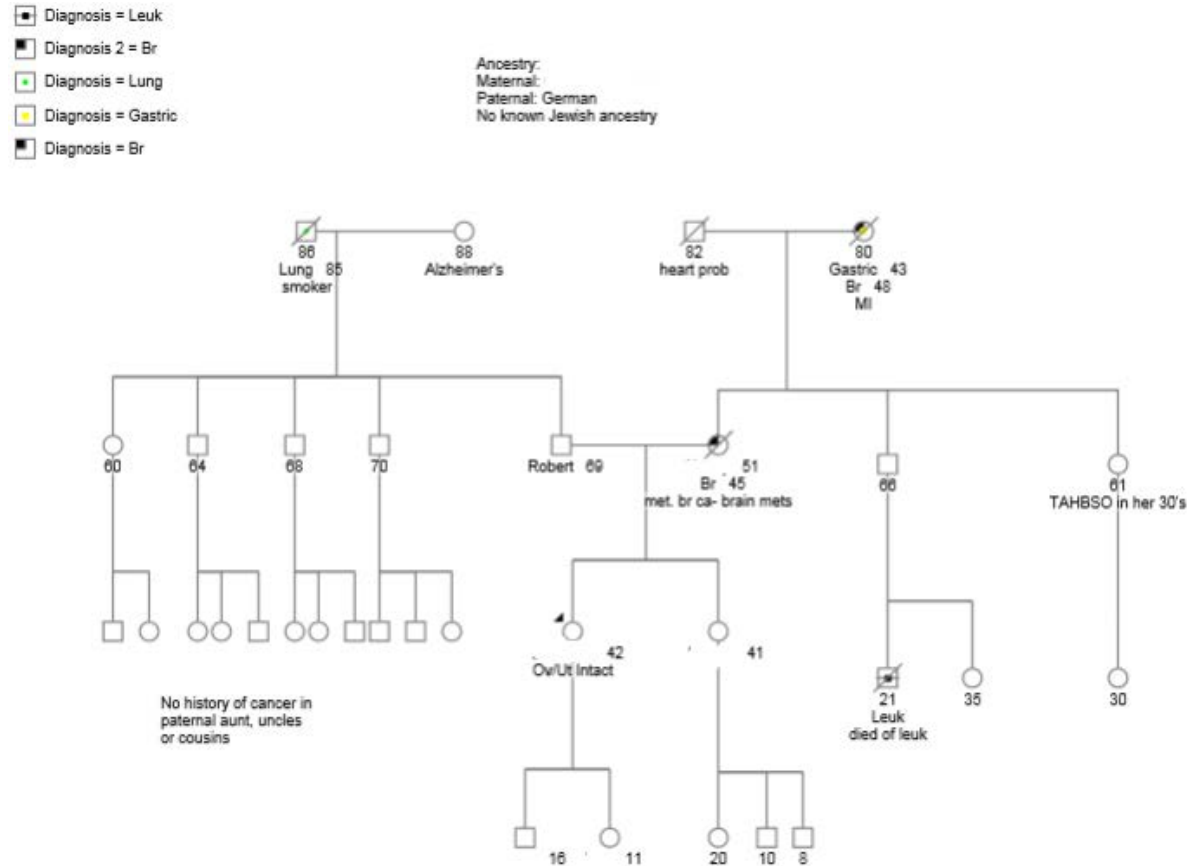 Diagnosis = Leuk
Diagnosis 2 = Br
Diagnosis = Lung
Diagnosis = Gastric
Diagnosis = Br
Ancestry:
Maternal:
Paternal: German
No known Jewish ancestry
86
Lung 85
smoker
88
Alzheimer's
82
heart prob
80
Gastric 43
Br 48
MI
60
64
68
70
Robert 69
51
Br 45
met. br ca- brain mets
66
61
TAHBSO in her 30's
42
Ov/Ut Intact
41
21
Leuk
died of leuk
35
30
No history of cancer in
paternal aunt, uncles
or cousins
16
11
20
10
8